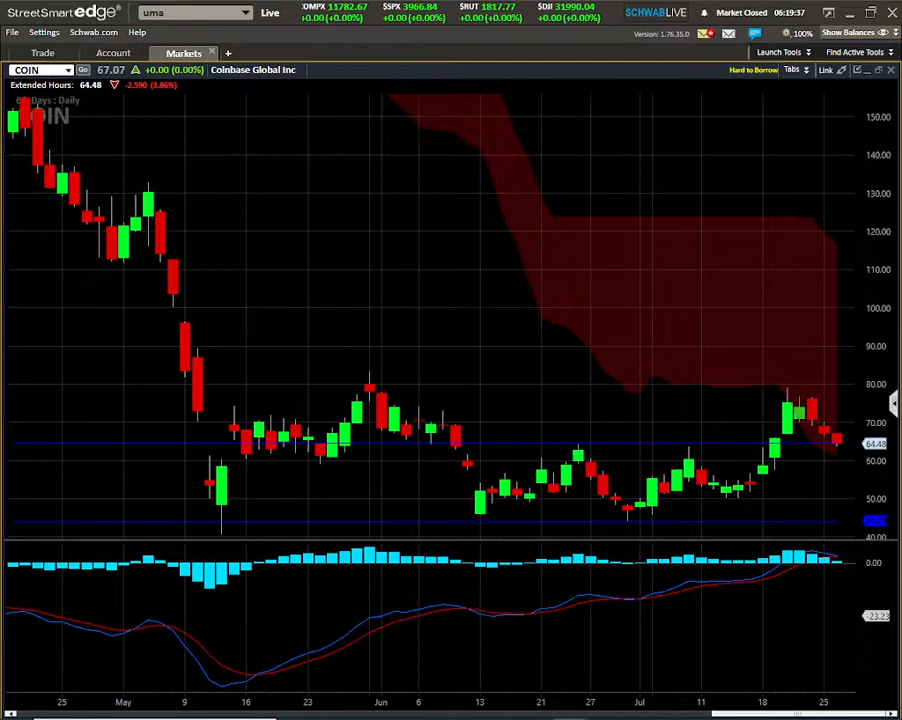 StreetSmart edge® uma Live
:OMPX 11782.67 $SPX 3966.84 $RUT 1817.77 $DJI 31990.04
+0.00 (+0.00%) +0.00 (+0.00%) +0.00 (+0.00%) +0.00 (+0.00%)
SCHWABLIVE Market Closed 06:19:37
File Settings Schwab.com Help
Version: 1.76.35.0 100% Show Balances
Trade Account Markets × + Launch Tools Find Active Tools
COIN Go 67.07 +0.00 (0.00%) Coinbase Global Inc Hard to Borrow Tabs Link
Extended Hours: 64.48 -2.590 (3.86%)
Days : Daily
COIN
150.00
140.00
130.00
120.00
110.00
100.00
90.00
80.00
70.00
64.48
60.00
50.00
40.00
0.00
-23.23
25 May 9 16 23 Jun 6 13 21 27 Jul 11 18 25